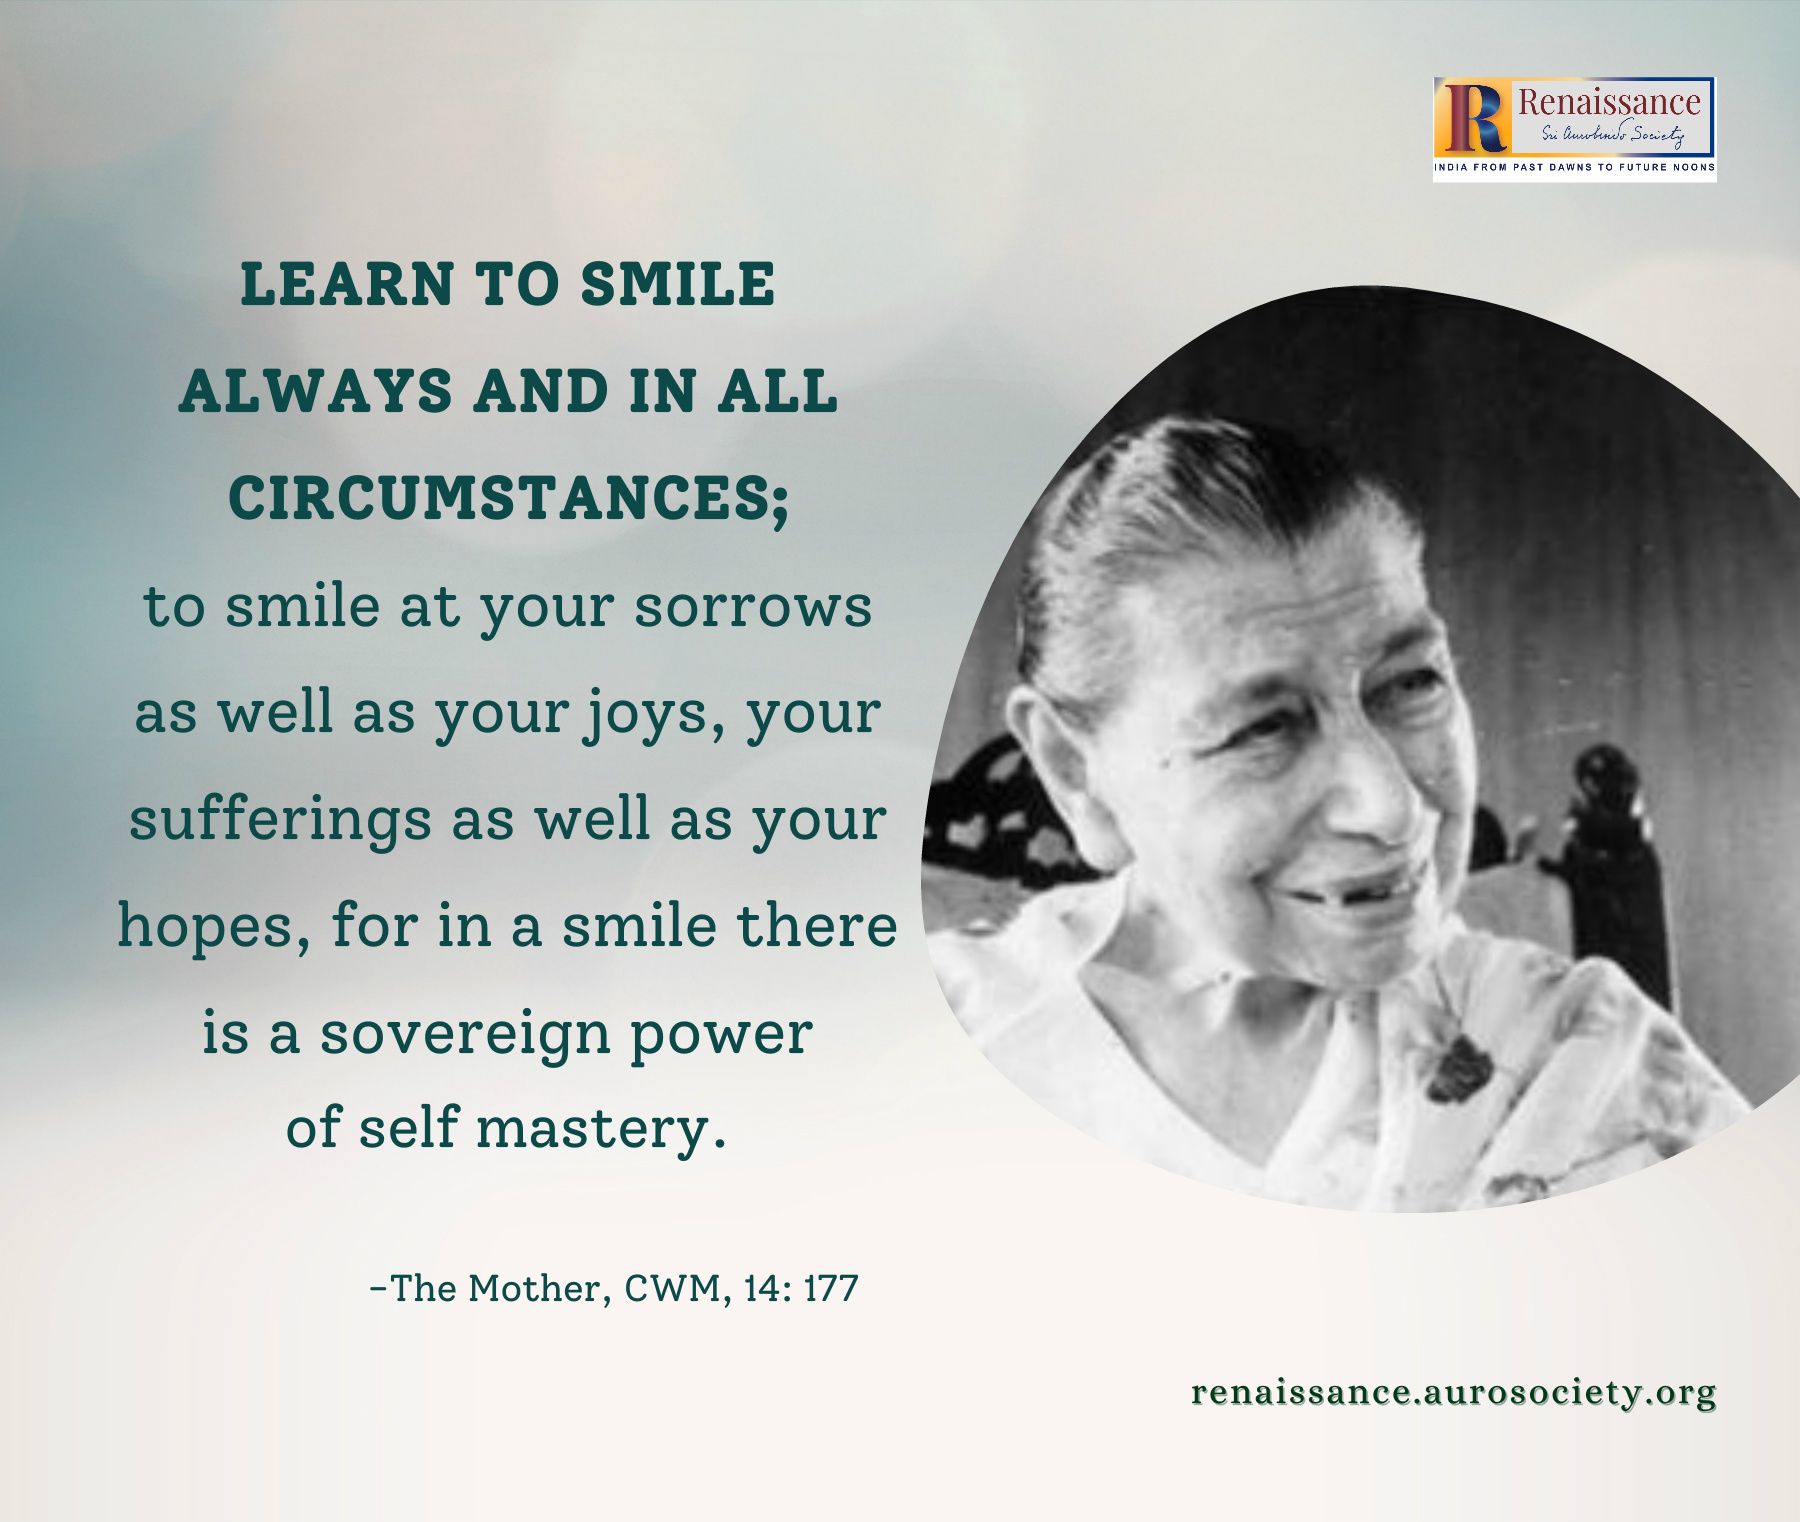 R Renaissance
Sri Aurobindo Society
INDIA FROM PAST DAWNS TO FUTURE NOONS
LEARN TO SMILE
ALWAYS AND IN ALL
CIRCUMSTANCES;
to smile at your sorrows
as well as your joys, your
sufferings as well as your
hopes, for in a smile there
is a sovereign power
of self mastery.
–The Mother, CWM, 14: 177
renaissance.aurosociety.org